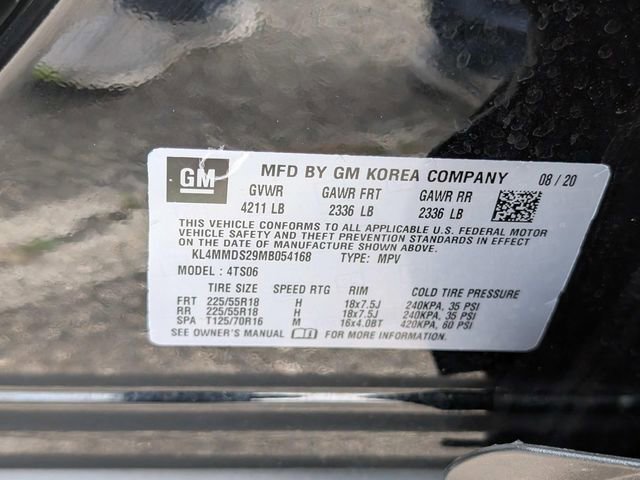 GM MFD BY GM KOREA COMPANY 08/20
GVWR GAWR FRT GAWR RR
4211 LB 2336 LB 2336 LB
THIS VEHICLE CONFORMS TO ALL APPLICABLE U.S. FEDERAL MOTOR
VEHICLE SAFETY AND THEFT PREVENTION STANDARDS IN EFFECT
ON THE DATE OF MANUFACTURE SHOWN ABOVE.
KL4MMDS29MB054168 TYPE: MPV
MODEL : 4TS06
TIRE SIZE SPEED RTG RIM COLD TIRE PRESSURE
FRT 225/55R18 H 18x7.5J 240KPA, 35 PSI
RR 225/55R18 H 18x7.5J 240KPA, 35 PSI
SPA T125/70R16 M 16x4.0BT 420KPA, 60 PSI
SEE OWNER'S MANUAL FOR MORE INFORMATION.